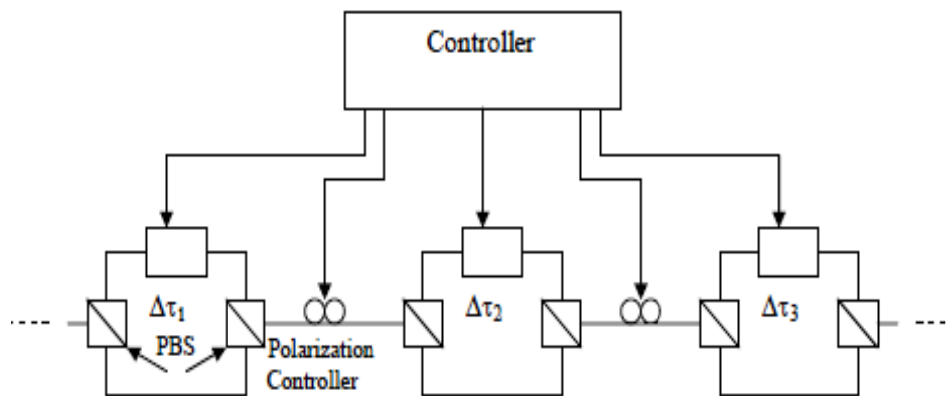 Controller
Δτ₁
Δτ₂
Δτ₃
PBS
Polarization
Controller